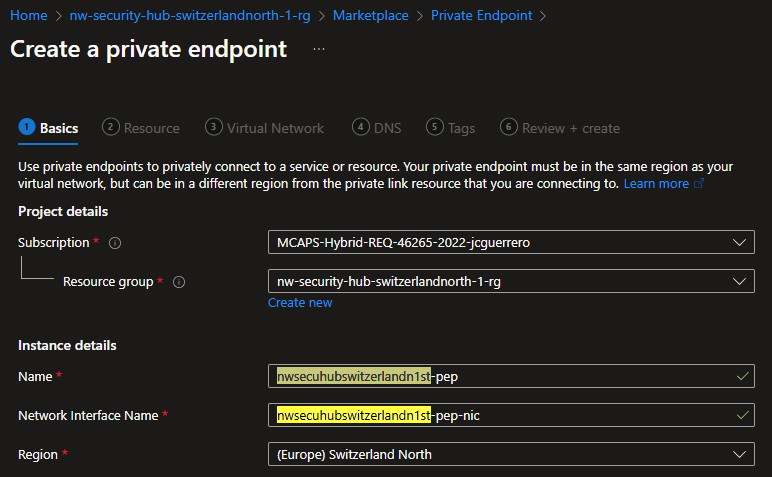 Home > nw-security-hub-switzerlandnorth-1-rg > Marketplace > Private Endpoint >
Create a private endpoint ...
1 Basics 2 Resource 3 Virtual Network 4 DNS 5 Tags 6 Review + create
Use private endpoints to privately connect to a service or resource. Your private endpoint must be in the same region as your
virtual network, but can be in a different region from the private link resource that you are connecting to. Learn more
Project details
Subscription * MCAPS-Hybrid-REQ-46265-2022-jcguerrero
Resource group * nw-security-hub-switzerlandnorth-1-rg
Create new
Instance details
Name * nwsecuhubswitzerlandn1st-pep
Network Interface Name * nwsecuhubswitzerlandn1st-pep-nic
Region * (Europe) Switzerland North